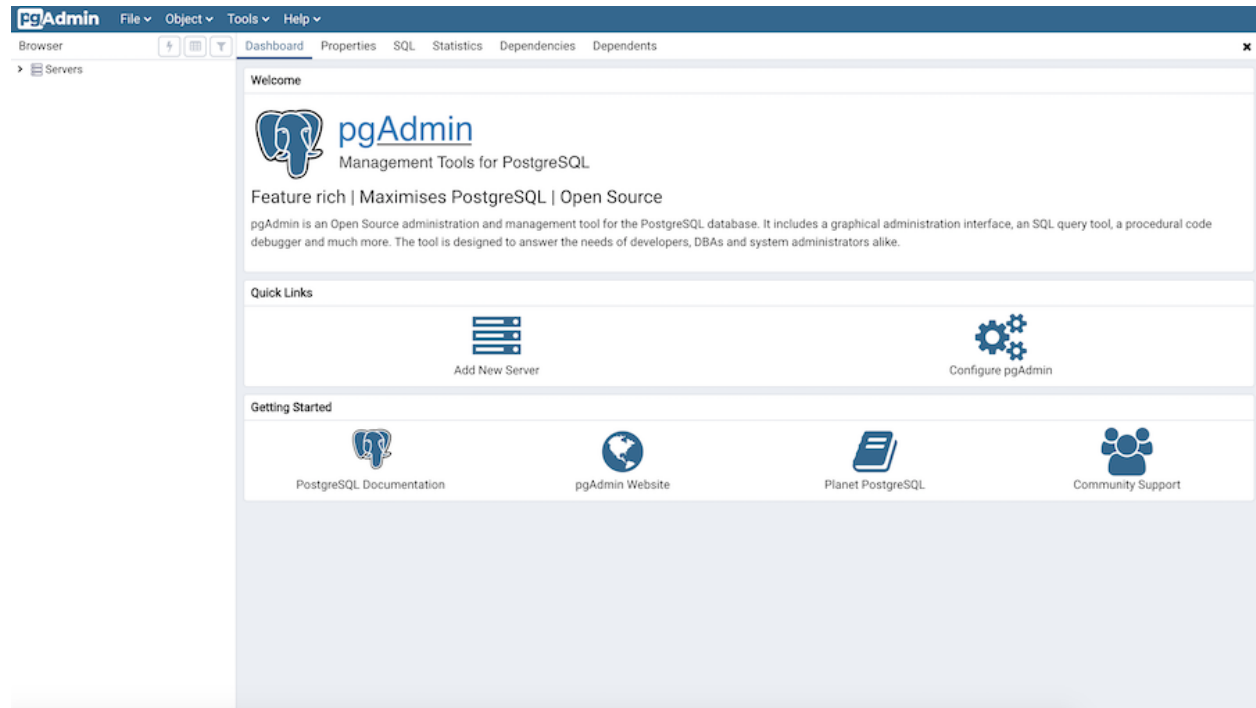 pgAdmin File Object Tools Help
Browser
Dashboard Properties SQL Statistics Dependencies Dependents
Servers
Welcome
pgAdmin
Management Tools for PostgreSQL
Feature rich | Maximises PostgreSQL | Open Source
pgAdmin is an Open Source administration and management tool for the PostgreSQL database. It includes a graphical administration interface, an SQL query tool, a procedural code
debugger and much more. The tool is designed to answer the needs of developers, DBAs and system administrators alike.
Quick Links
Add New Server
Configure pgAdmin
Getting Started
PostgreSQL Documentation
pgAdmin Website
Planet PostgreSQL
Community Support